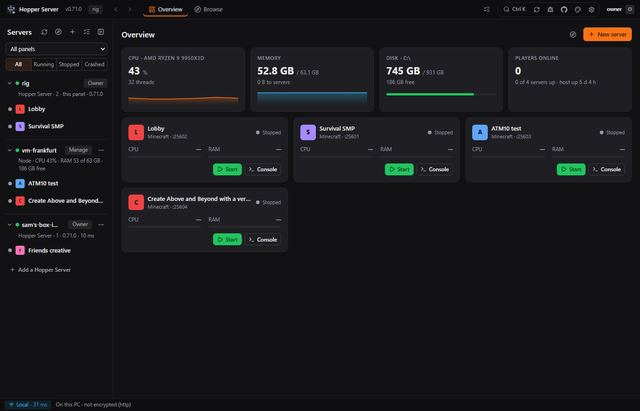 Hopper Server v0.71.0 rig
Overview
Browse
Ctrl K
owner O
Servers
All panels
All Running Stopped Crashed
rig Owner
Hopper Server · 2 · this panel · 0.71.0
L Lobby
S Survival SMP
vm-frankfurt Manage
Node · CPU 43% · RAM 53 of 63 GB ·
186 GB free
A ATM10 test
C Create Above and Beyond...
sam's-box-i... Owner
Hopper Server · 1 · 0.71.0 · 10 ms
F Friends creative
+ Add a Hopper Server
Overview
+ New server
CPU · AMD RYZEN 9 9950X3D
43 %
32 threads
MEMORY
52.8 GB / 63.1 GB
0 B to servers
DISK · C:\
745 GB / 931 GB
186 GB free
PLAYERS ONLINE
0
0 of 4 servers up · host up 5 d 4 h
L Lobby
Minecraft · :25602
Stopped
CPU — RAM —
Start Console
S Survival SMP
Minecraft · :25601
Stopped
CPU — RAM —
Start Console
A ATM10 test
Minecraft · :25603
Stopped
CPU — RAM —
Start Console
C Create Above and Beyond with a ver...
Minecraft · :25604
Stopped
CPU — RAM —
Start Console
Local · 31 ms On this PC · not encrypted (http)